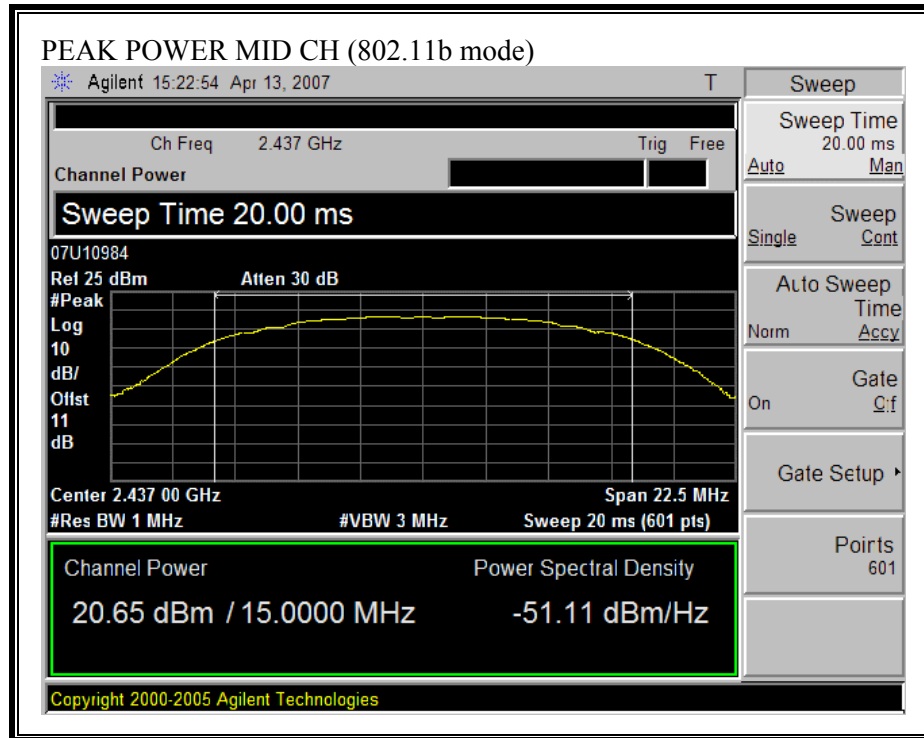 PEAK POWER MID CH (802.11b mode)
Agilent 15:22:54 Apr 13, 2007 T
Sweep
Ch Freq 2.437 GHz Trig Free
Channel Power
Sweep Time 20.00 ms
07U10984
Ref 25 dBm Atten 30 dB
#Peak
Log
10
dB/
Offst
11
dB
Center 2.437 00 GHz Span 22.5 MHz
#Res BW 1 MHz #VBW 3 MHz Sweep 20 ms (601 pts)
Channel Power Power Spectral Density
20.65 dBm / 15.0000 MHz -51.11 dBm/Hz
Copyright 2000-2005 Agilent Technologies
Sweep Time
20.00 ms
Auto Man
Sweep
Single Cont
Auto Sweep
Time
Norm Accy
Gate
On Off
Gate Setup
Points
601